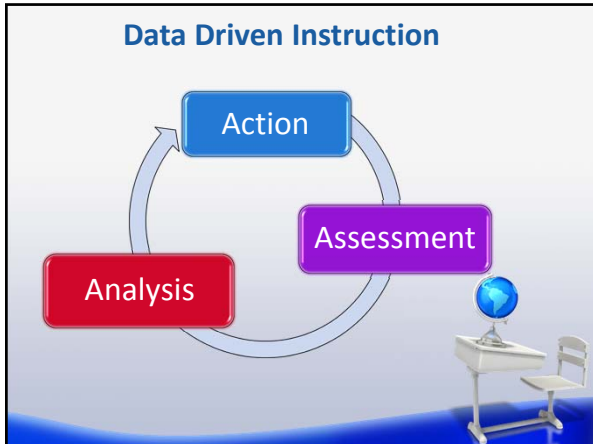 Data Driven Instruction
Action
Assessment
Analysis